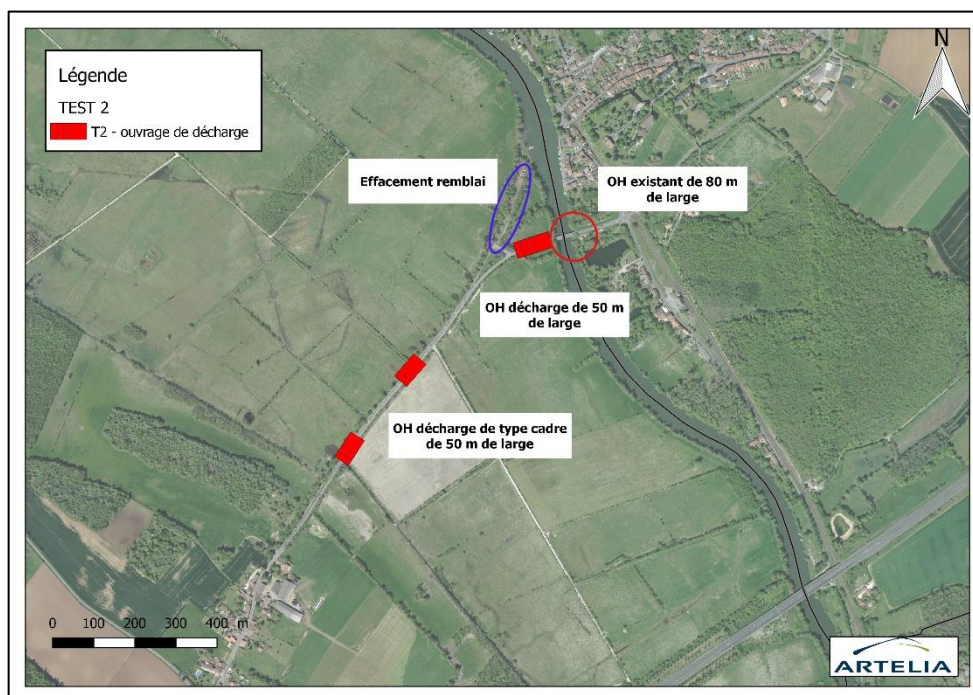 Légende
TEST 2
T2 - ouvrage de décharge
N
Effacement remblai
OH existant de 80 m
de large
OH décharge de 50 m
de large
OH décharge de type cadre
de 50 m de large
0 100 200 300 400 m
ARTELIA